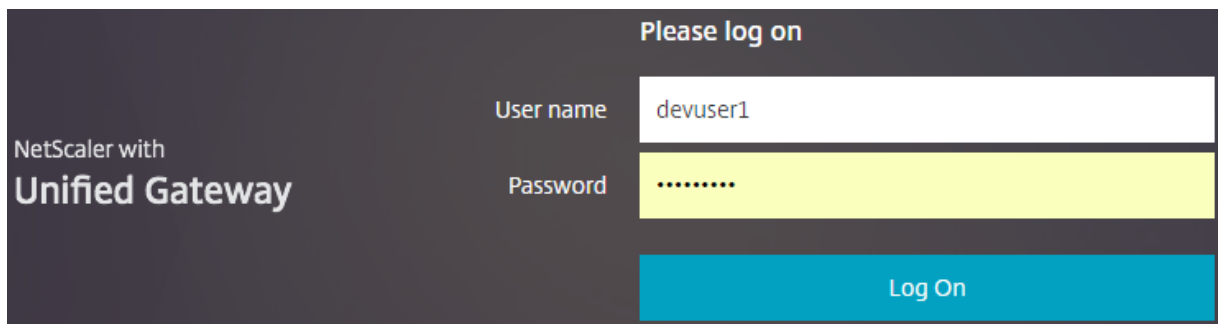 Please log on
User name
devuser1
NetScaler with
Unified Gateway
Password
•••••••••
Log On